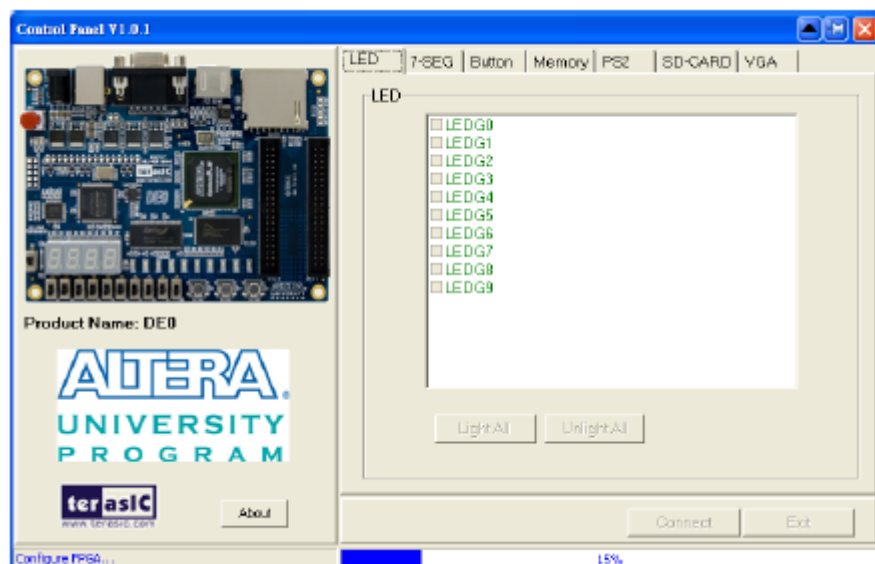 Control Panel V1.0.1
LED
7-SEG
Button
Memory
PS2
SD-CARD
VGA
LED
LEDG0
LEDG1
LEDG2
LEDG3
LEDG4
LEDG5
LEDG6
LEDG7
LEDG8
LEDG9
Light All
Unlight All
terasIC
DE0
Product Name: DE0
ALTERA.
UNIVERSITY
PROGRAM
terasIC
www.terasic.com
About
Connect
Exit
Configure FPGA...
15%